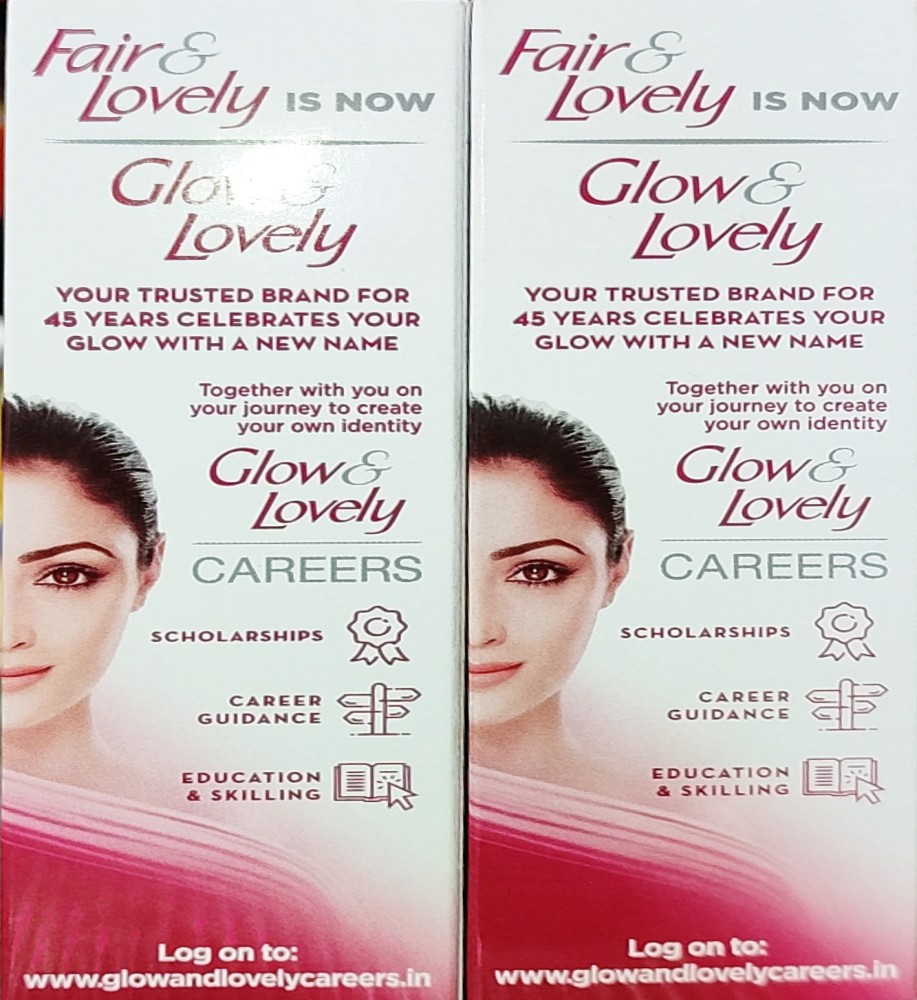 Fair &
Lovely IS NOW
Glow &
Lovely
YOUR TRUSTED BRAND FOR
45 YEARS CELEBRATES YOUR
GLOW WITH A NEW NAME
Together with you on
your journey to create
your own identity
Glow &
Lovely
CAREERS
SCHOLARSHIPS
CAREER
GUIDANCE
EDUCATION
& SKILLING
Log on to:
www.glowandlovelycareers.in
Fair &
Lovely IS NOW
Glow &
Lovely
YOUR TRUSTED BRAND FOR
45 YEARS CELEBRATES YOUR
GLOW WITH A NEW NAME
Together with you on
your journey to create
your own identity
Glow &
Lovely
CAREERS
SCHOLARSHIPS
CAREER
GUIDANCE
EDUCATION
& SKILLING
Log on to:
www.glowandlovelycareers.in